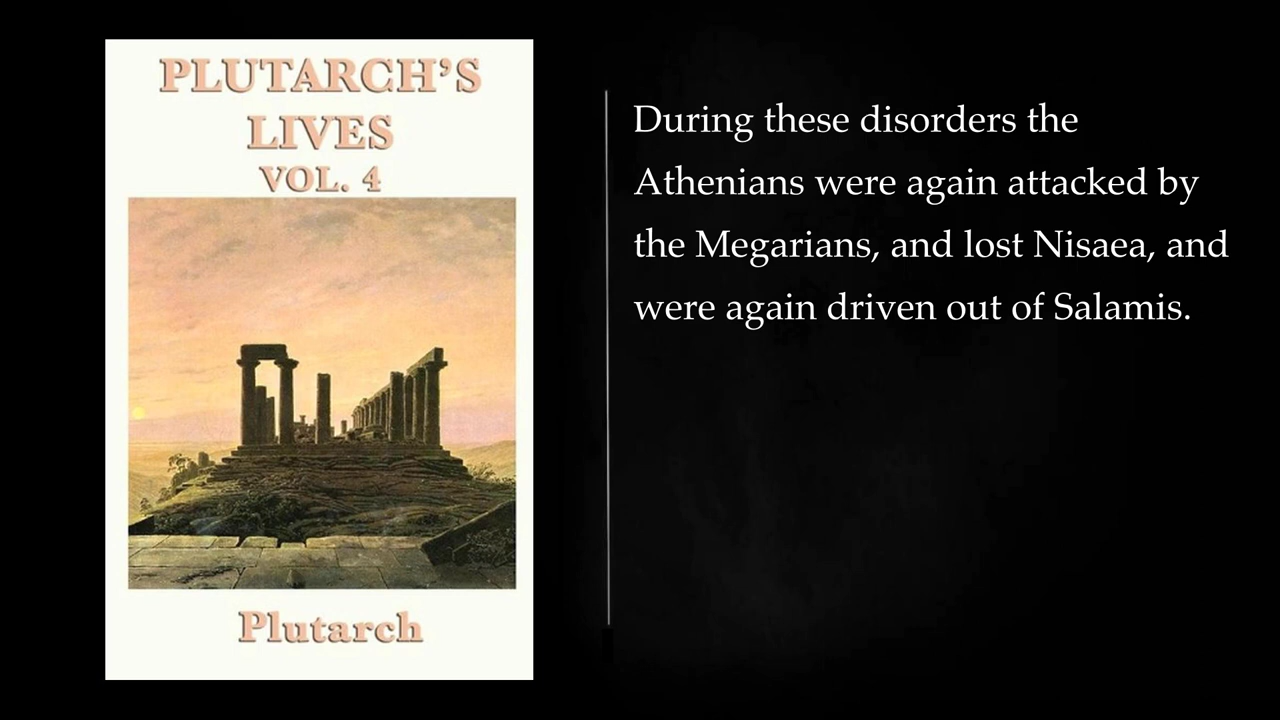 PLUTARCH'S
LIVES
VOL. 4
Plutarch
During these disorders the
Athenians were again attacked by
the Megarians, and lost Nisaea, and
were again driven out of Salamis.